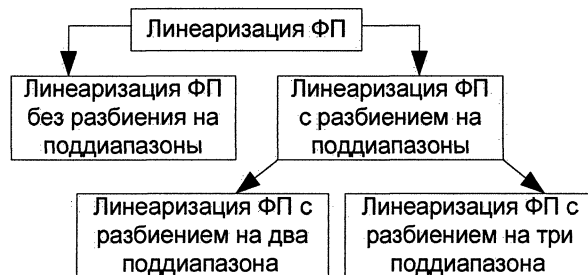 Линеаризация ФП
Линеаризация ФП
без разбиения на
поддиапазоны
Линеаризация ФП
с разбиением на
поддиапазоны
Линеаризация ФП с
разбиением на два
поддиапазона
Линеаризация ФП с
разбиением на три
поддиапазона